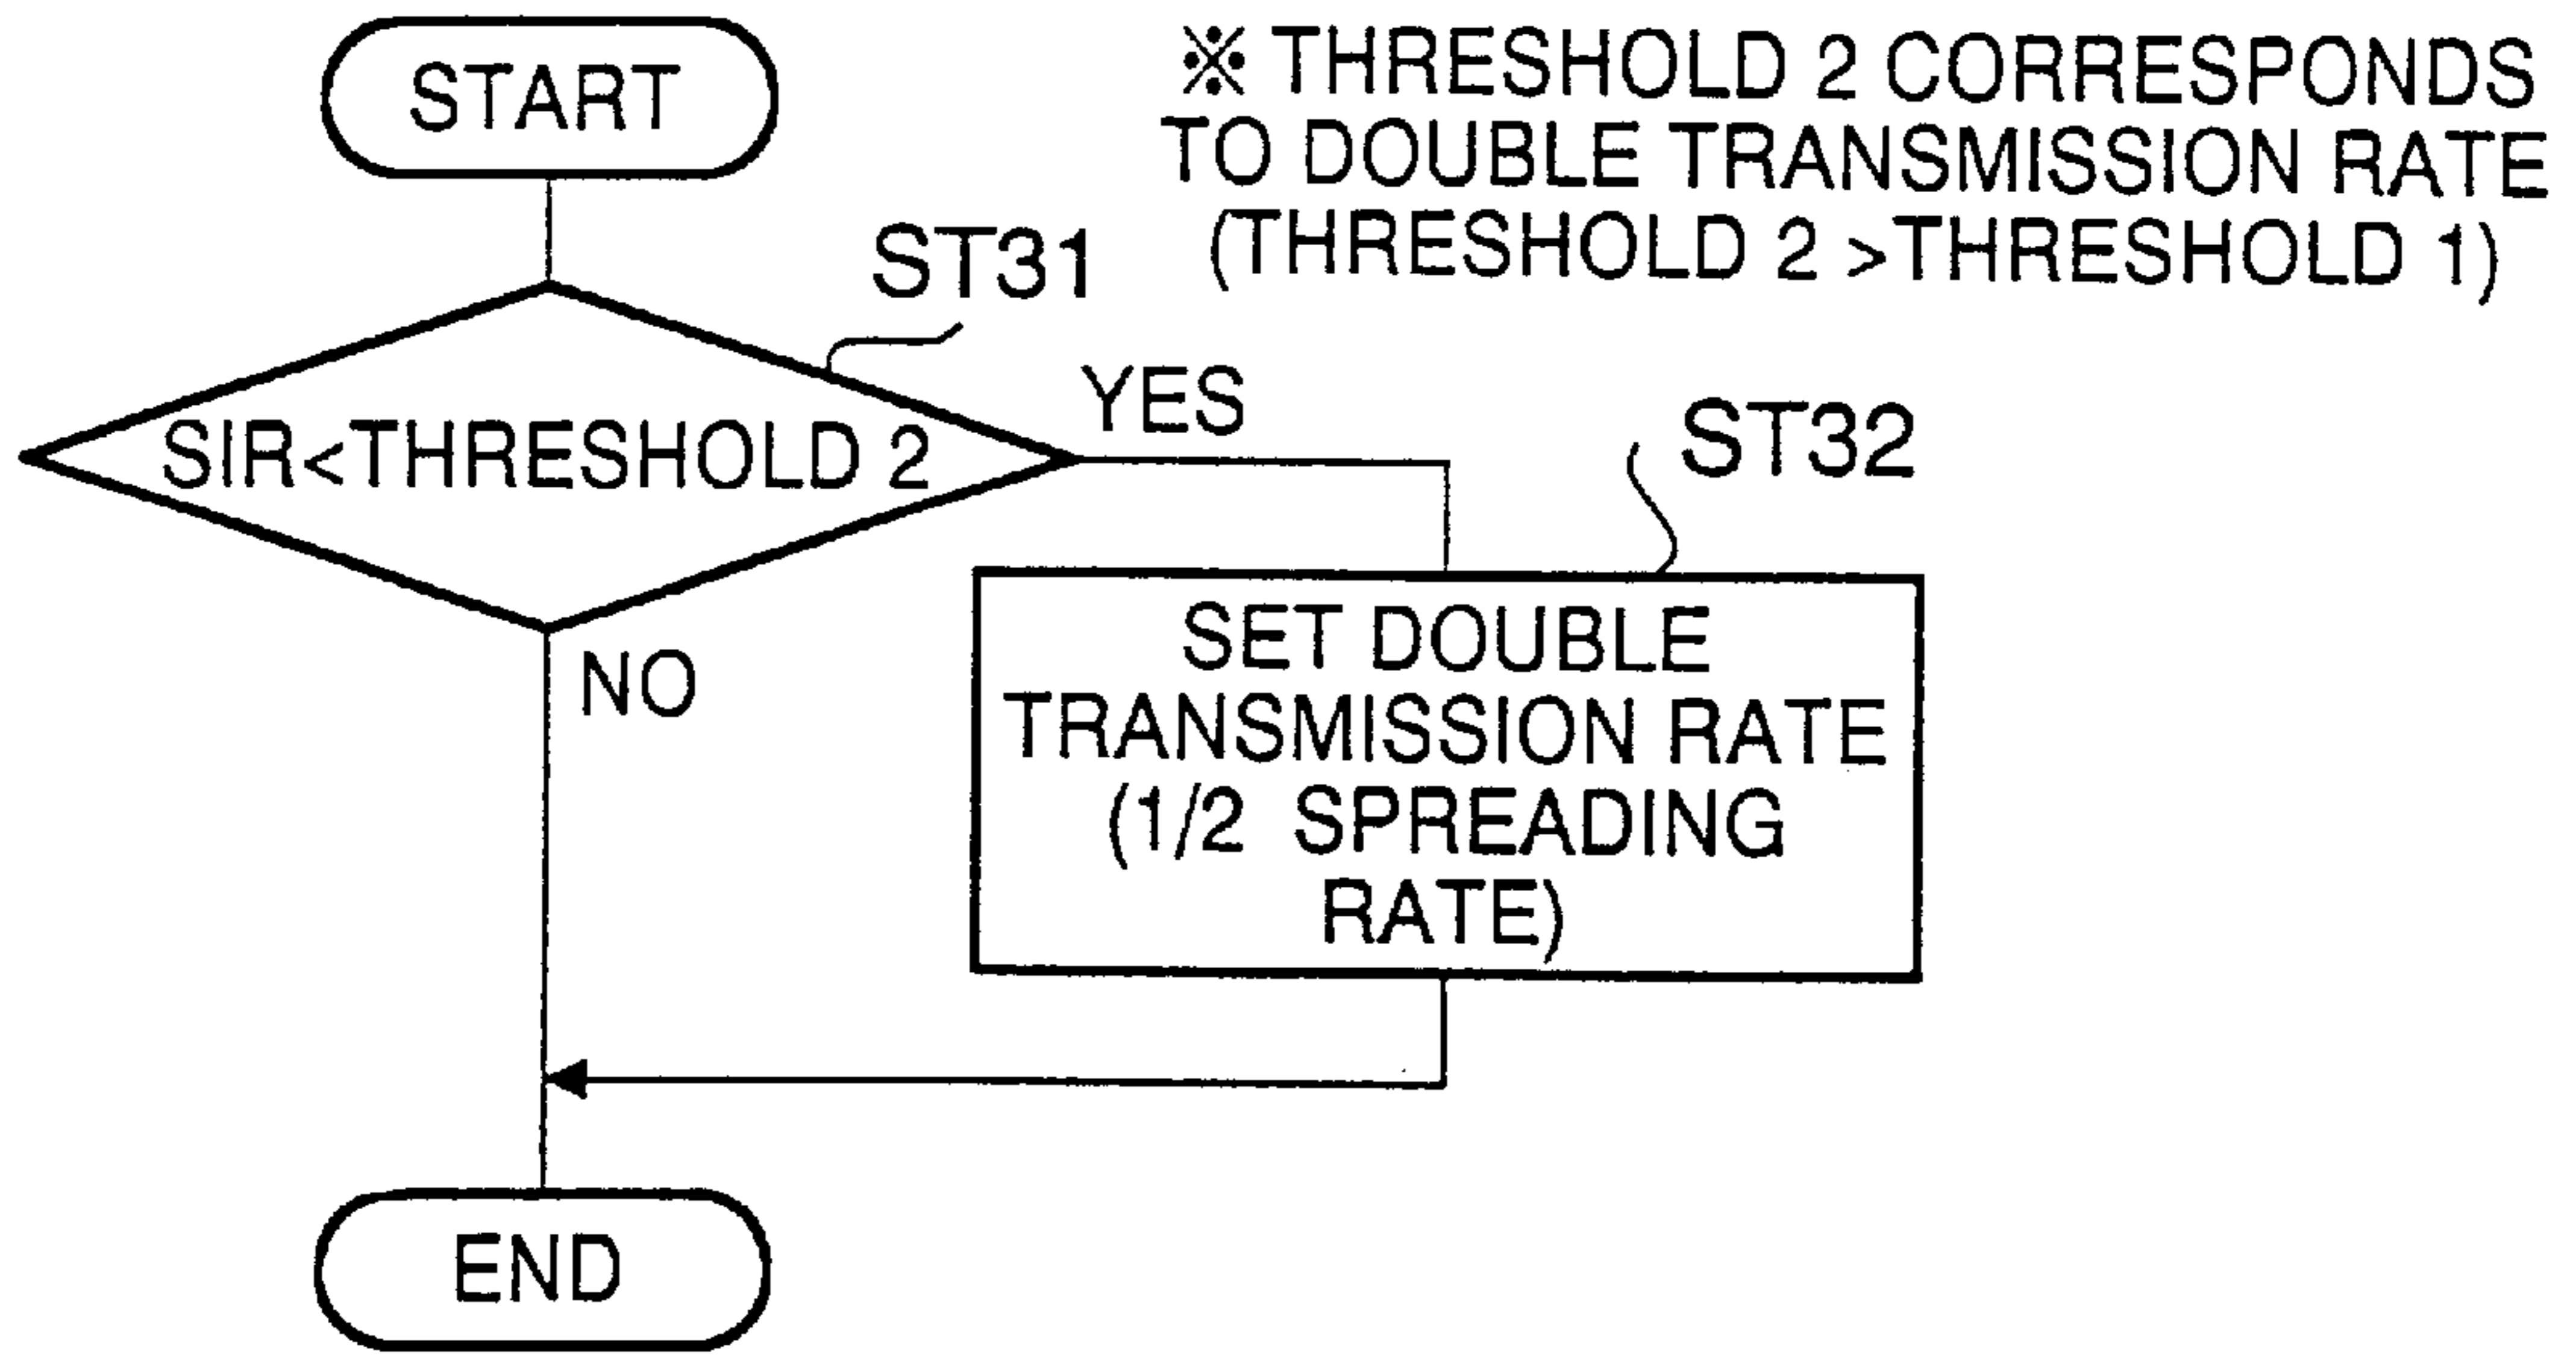 START
※ THRESHOLD 2 CORRESPONDS
TO DOUBLE TRANSMISSION RATE
(THRESHOLD 2 >THRESHOLD 1)
ST31
SIR<THRESHOLD 2
YES
ST32
NO
SET DOUBLE
TRANSMISSION RATE
(1/2 SPREADING
RATE)
END